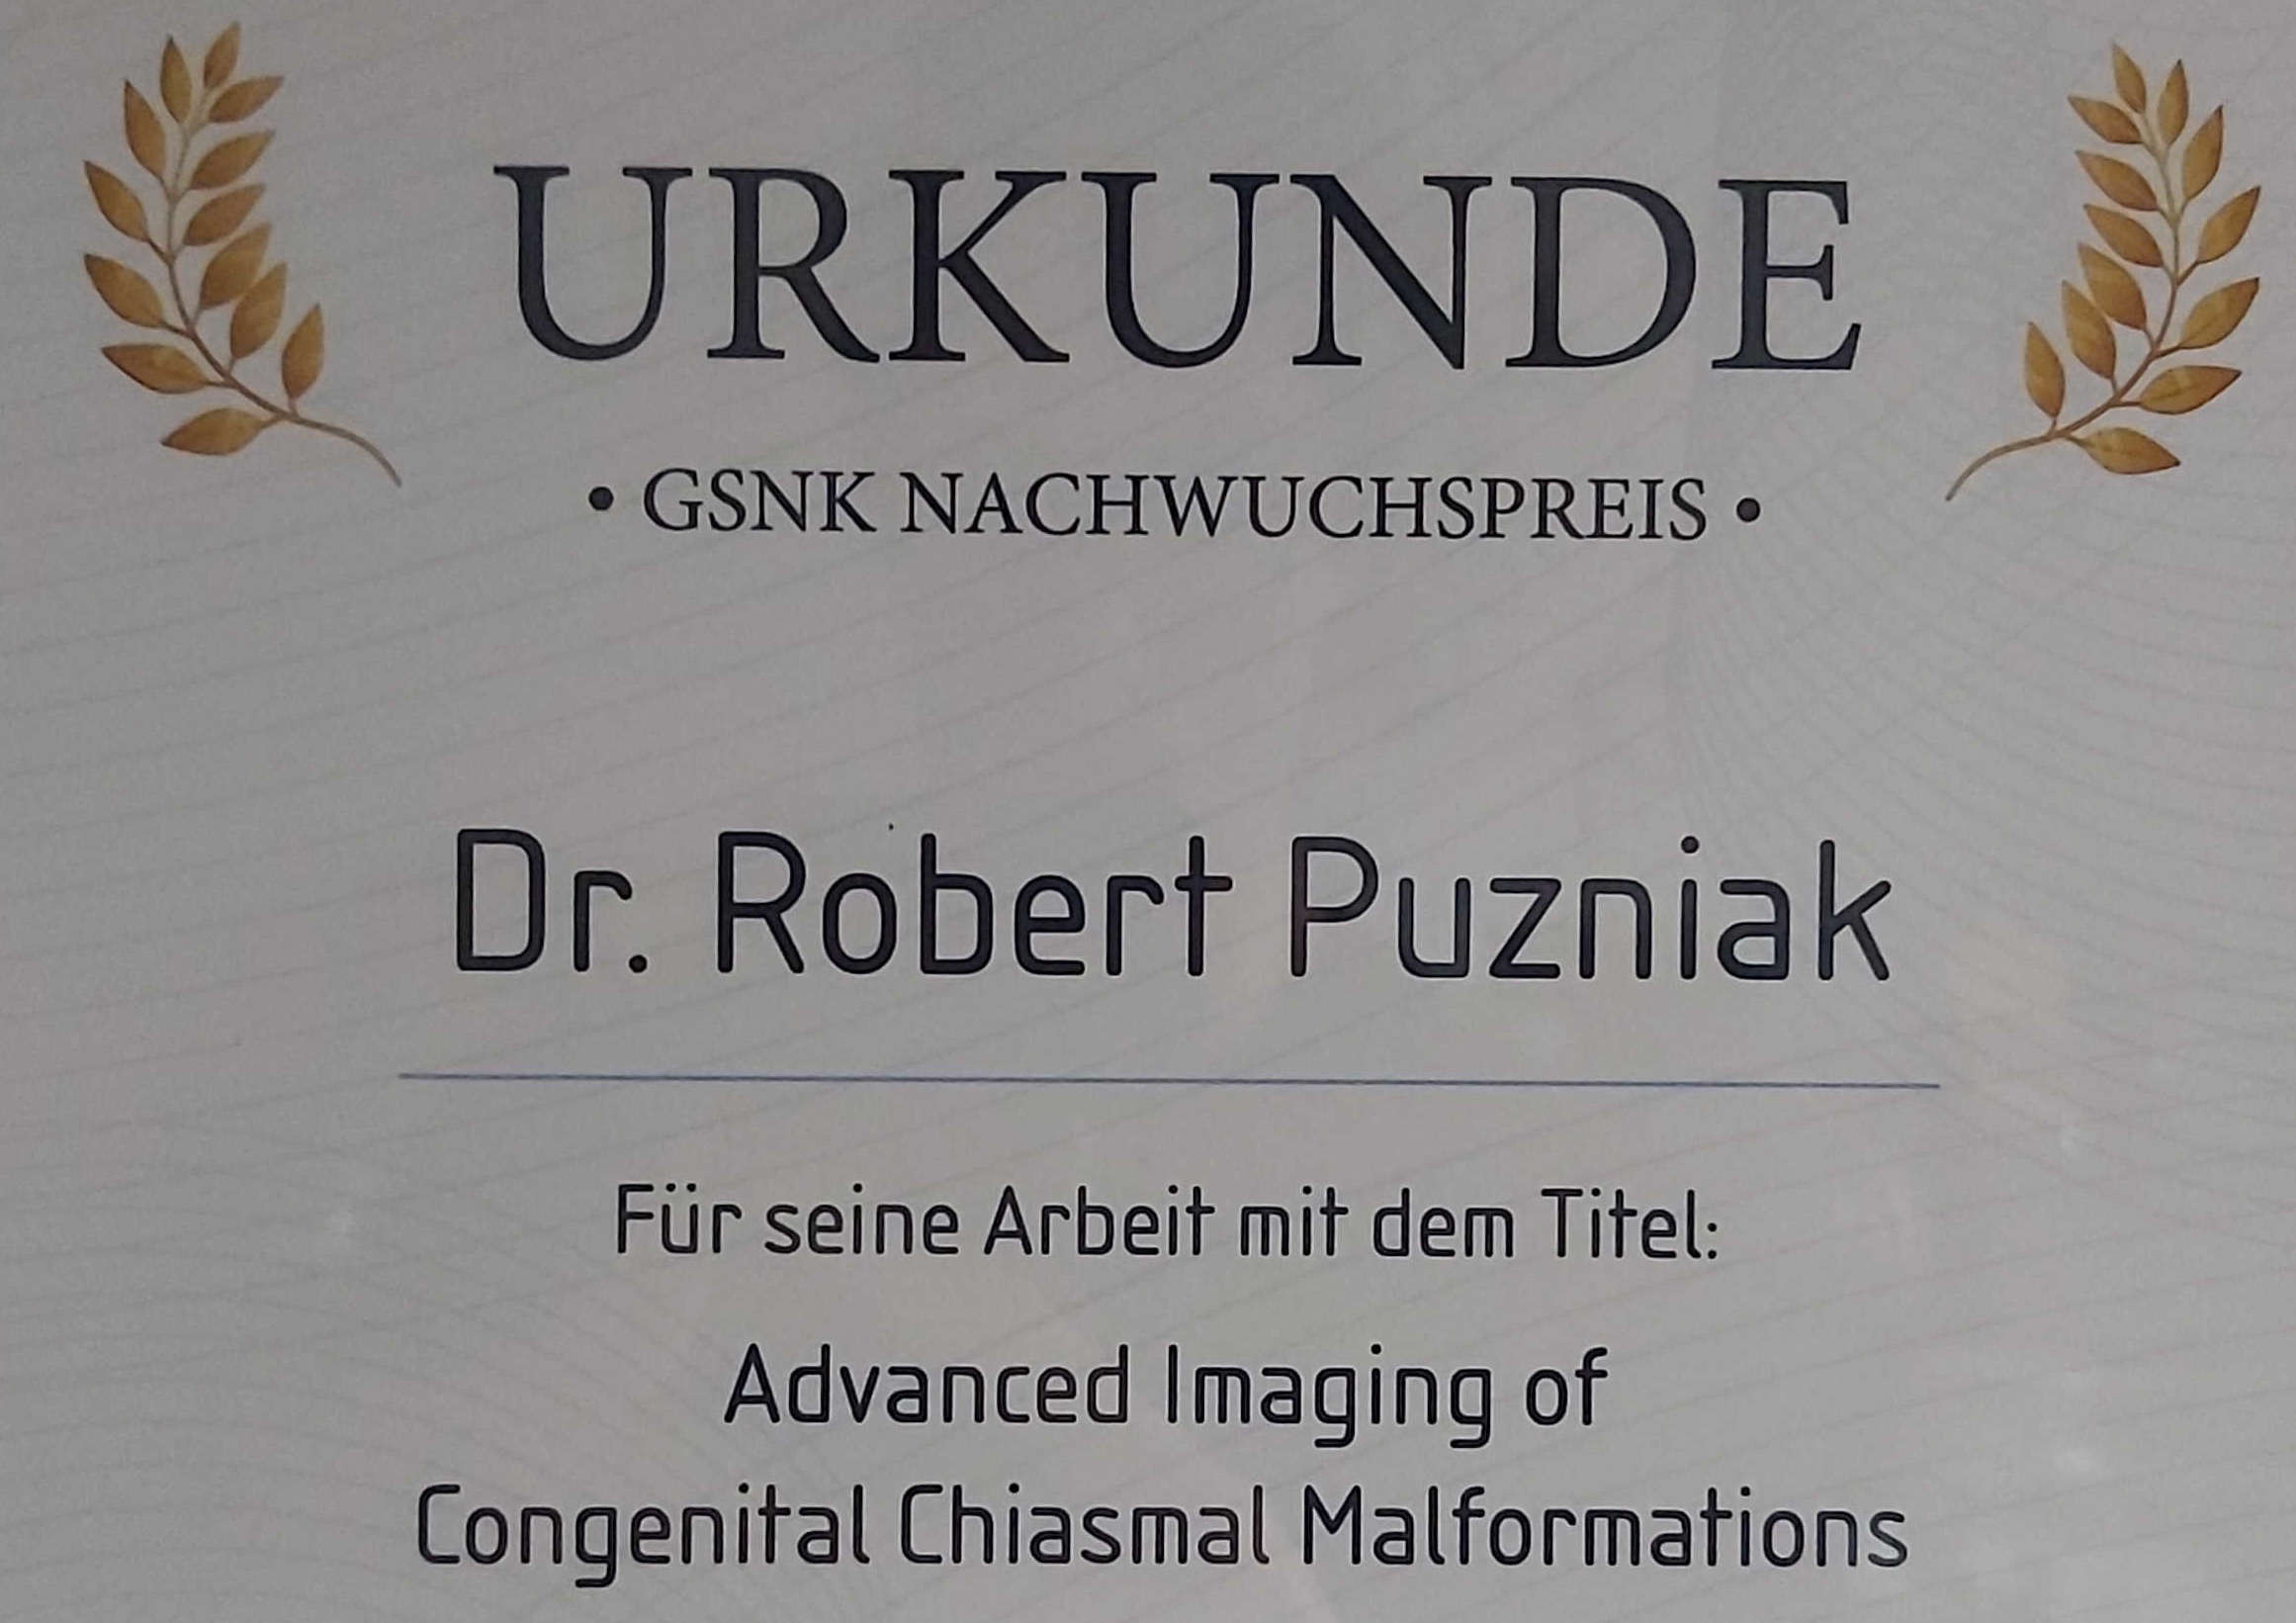 URKUNDE
• GSNK NACHWUCHSPREIS •
Dr. Robert Puzniak
Für seine Arbeit mit dem Titel:
Advanced Imaging of
Congenital Chiasmal Malformations